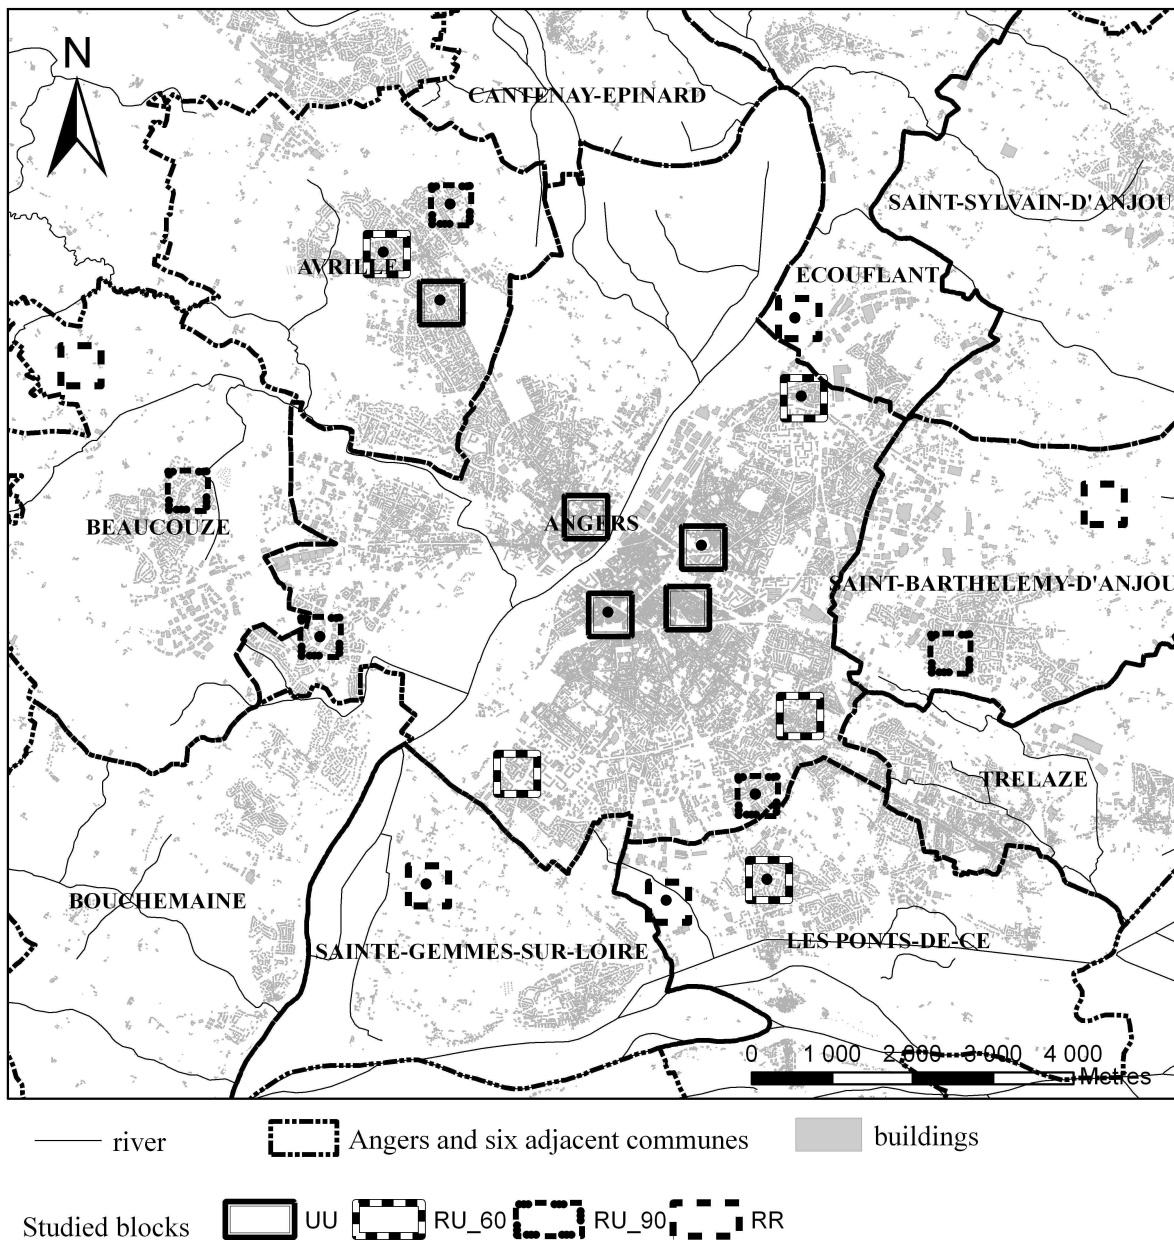 N
CANTENAY-EPINARD
SAINT-SYLVAIN-D'ANJOU
AVRILLE
ECOUFLANT
BEAUCOUZE
ANGERS
SAINT-BARTHELEMY-D'ANJOU
TRELAZE
BOUCHEMAINE
SAINTE-GEMMES-SUR-LOIRE
LES PONTS-DE-CE
0 1 000 2 000 3 000 4 000
Metres
river
Angers and six adjacent communes
buildings
Studied blocks UU RU_60 RU_90 RR